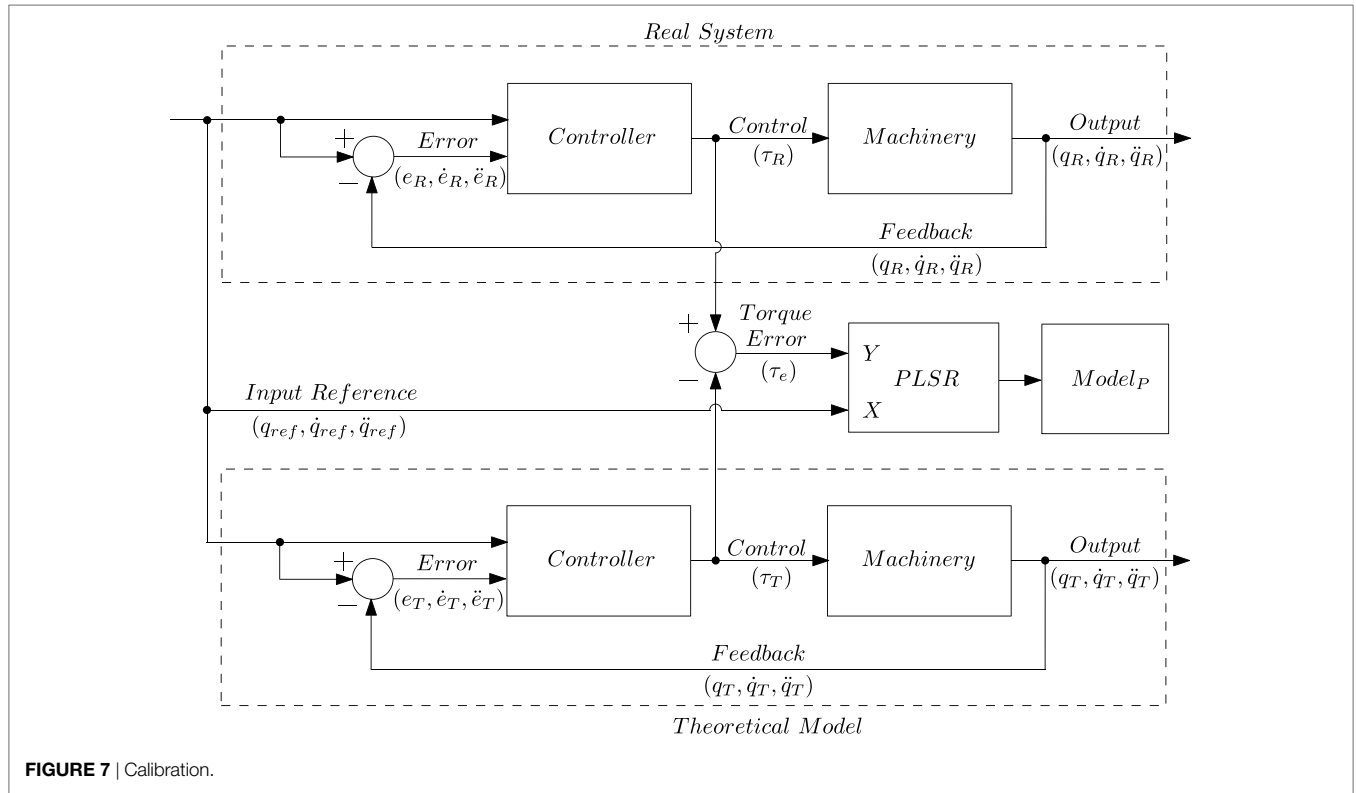 Real System
+
−
Error
(e_R, ė_R, ë_R)
Controller
Control
(τ_R)
Machinery
Output
(q_R, q̇_R, q̈_R)
Feedback
(q_R, q̇_R, q̈_R)
+
−
Torque
Error
(τ_e)
Y
PLSR
X
Model_P
Input Reference
(q_ref, q̇_ref, q̈_ref)
+
−
Error
(e_T, ė_T, ë_T)
Controller
Control
(τ_T)
Machinery
Output
(q_T, q̇_T, q̈_T)
Feedback
(q_T, q̇_T, q̈_T)
Theoretical Model
FIGURE 7 | Calibration.